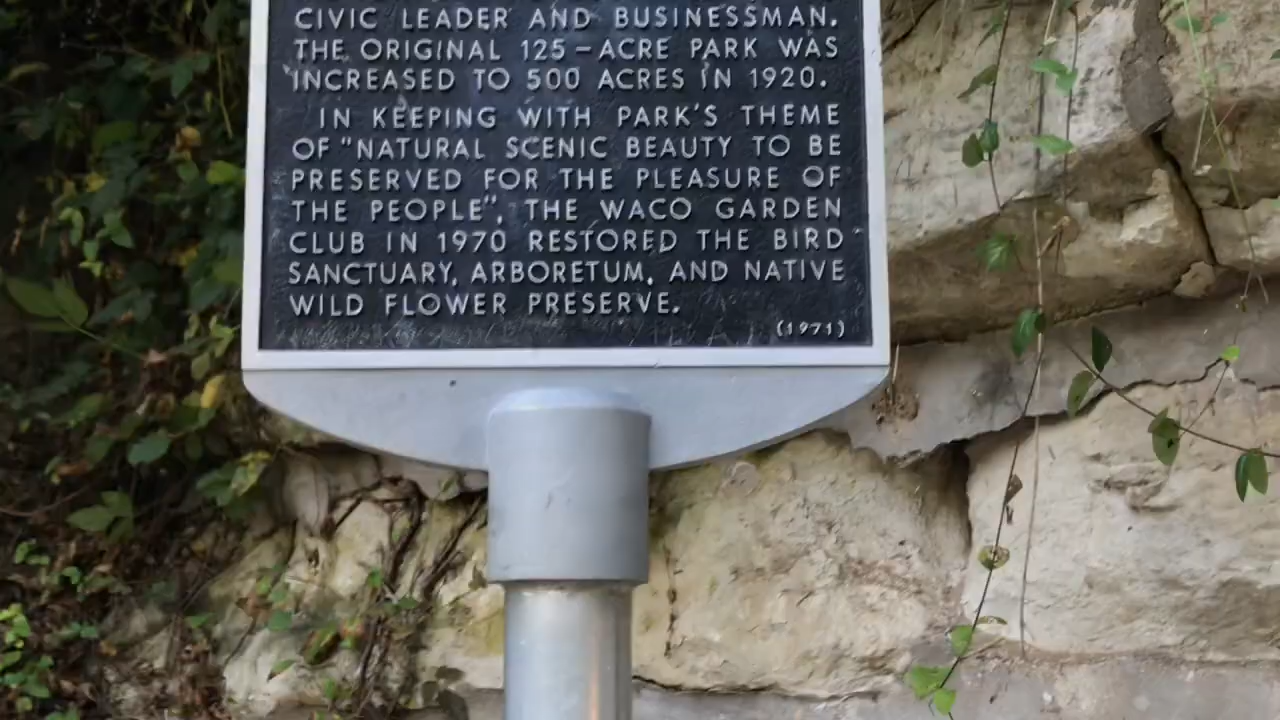 CIVIC LEADER AND BUSINESSMAN.
THE ORIGINAL 125-ACRE PARK WAS
INCREASED TO 500 ACRES IN 1920.
IN KEEPING WITH PARK'S THEME
OF "NATURAL SCENIC BEAUTY TO BE
PRESERVED FOR THE PLEASURE OF
THE PEOPLE", THE WACO GARDEN
CLUB IN 1970 RESTORED THE BIRD
SANCTUARY, ARBORETUM, AND NATIVE
WILD FLOWER PRESERVE.
(1971)